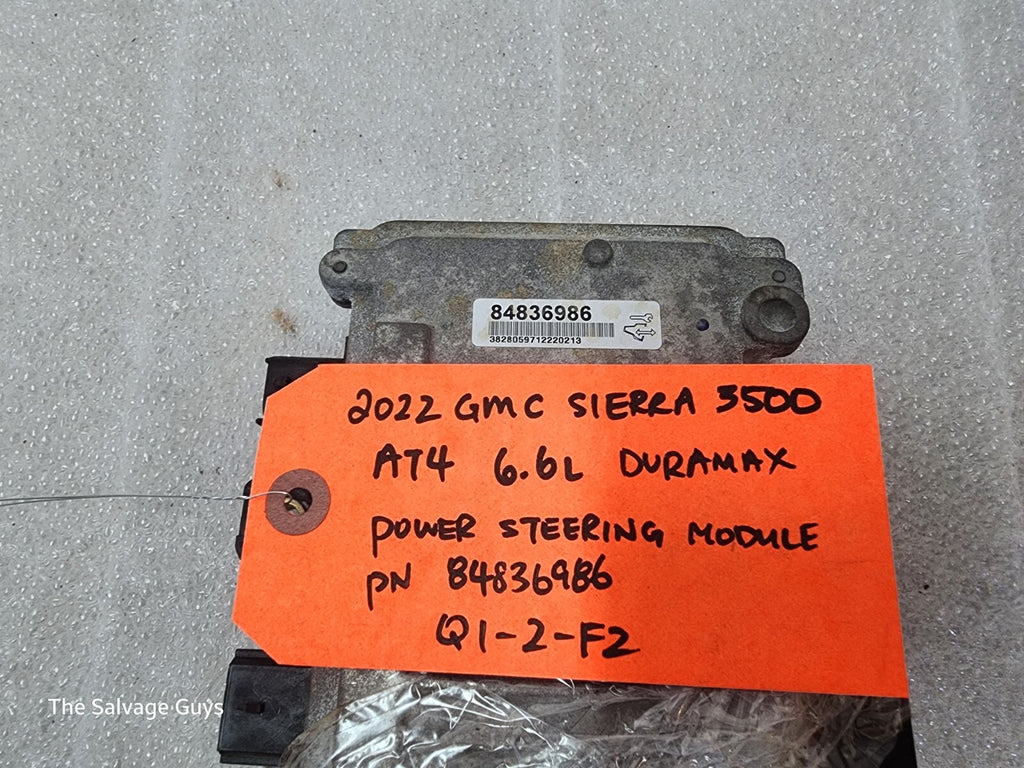 84836986
3828059712220213
2022 GMC SIERRA 3500
AT4 6.6L DURAMAX
POWER STEERING MODULE
PN 84836986
Q1-2-F2
The Salvage Guys